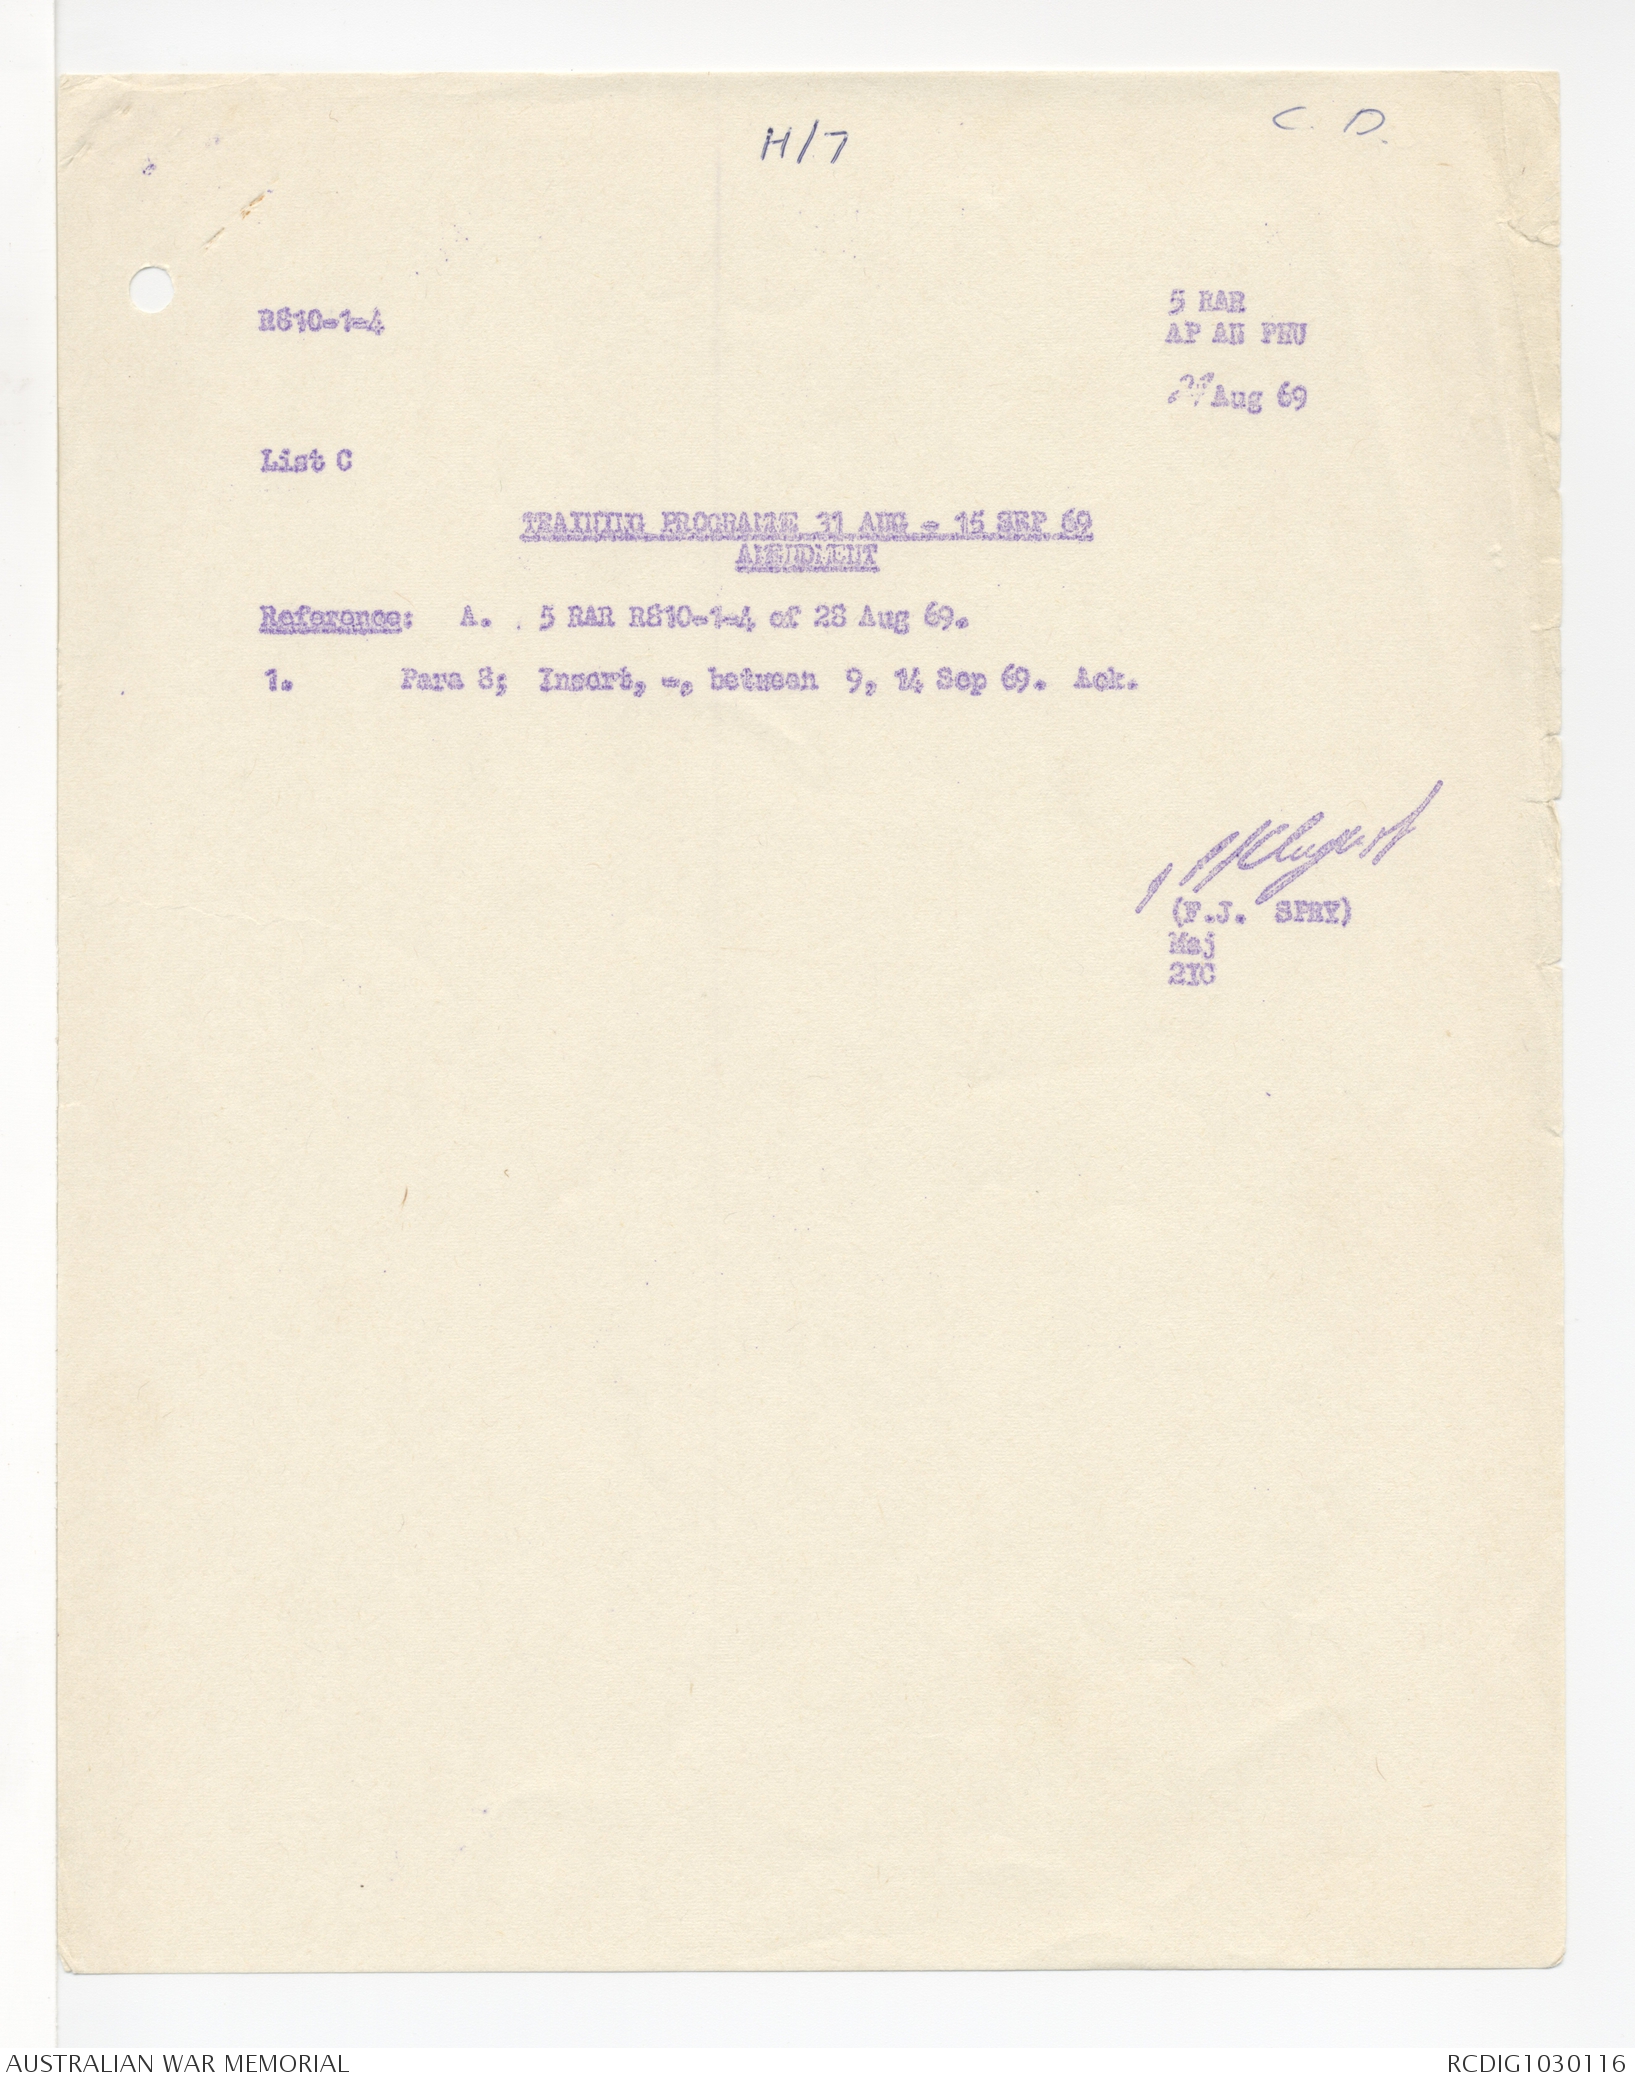 H/7
C. D.
R810-1-4
5 RAR
AP AN PHU
Aug 69
List C
TRAINING PROGRAMME 31 AUG - 15 SEP 69
AMENDMENT
Reference: A. 5 RAR R810-1-4 of 28 Aug 69.
1. Para 8; Insert, -, between 9, 14 Sep 69. Ack.
(F.J. SPRY)
Maj
2IC
AUSTRALIAN WAR MEMORIAL
RCDIG1030116